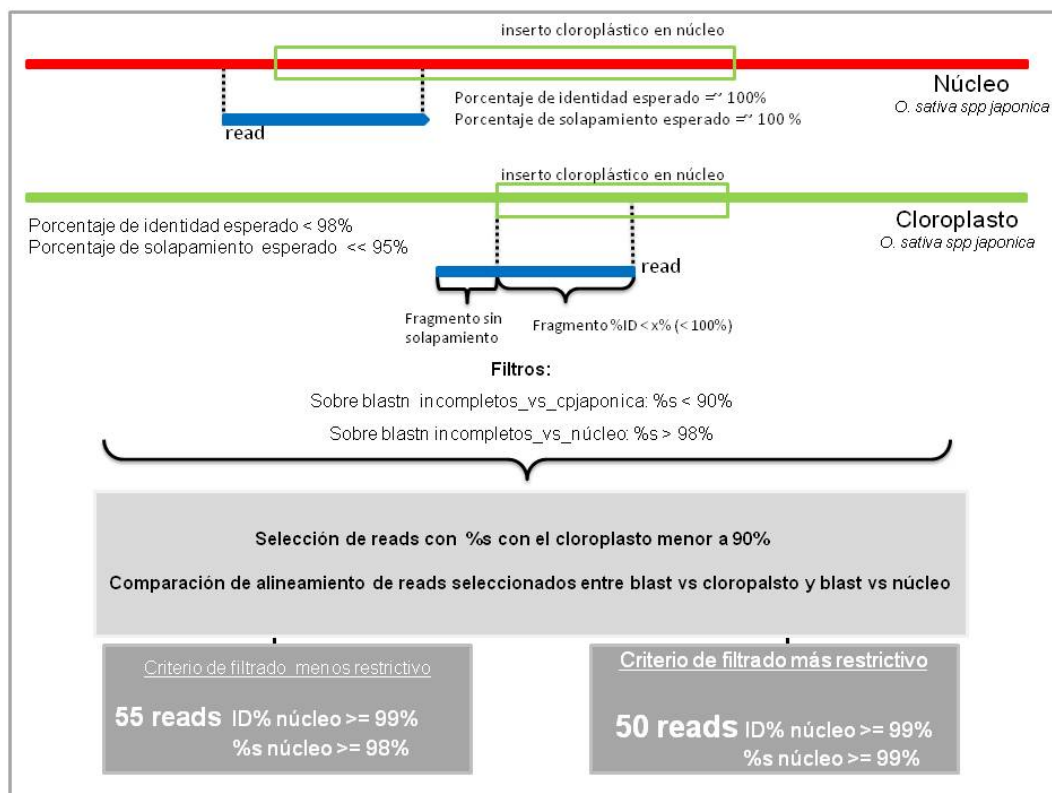 inserto cloroplástico en núcleo
Núcleo
O. sativa spp japonica
Porcentaje de identidad esperado =~ 100%
Porcentaje de solapamiento esperado =~ 100 %
read
inserto cloroplástico en núcleo
Cloroplasto
O. sativa spp japonica
Porcentaje de identidad esperado < 98%
Porcentaje de solapamiento esperado << 95%
read
Fragmento sin
solapamiento
Fragmento %ID < x% (< 100%)
Filtros:
Sobre blastn incompletos_vs_cpjaponica: %s < 90%
Sobre blastn incompletos_vs_núcleo: %s > 98%
Selección de reads con %s con el cloroplasto menor a 90%
Comparación de alineamiento de reads seleccionados entre blast vs cloropalsto y blast vs núcleo
Criterio de filtrado menos restrictivo
55 reads ID% núcleo >= 99%
%s núcleo >= 98%
Criterio de filtrado más restrictivo
50 reads ID% núcleo >= 99%
%s núcleo >= 99%